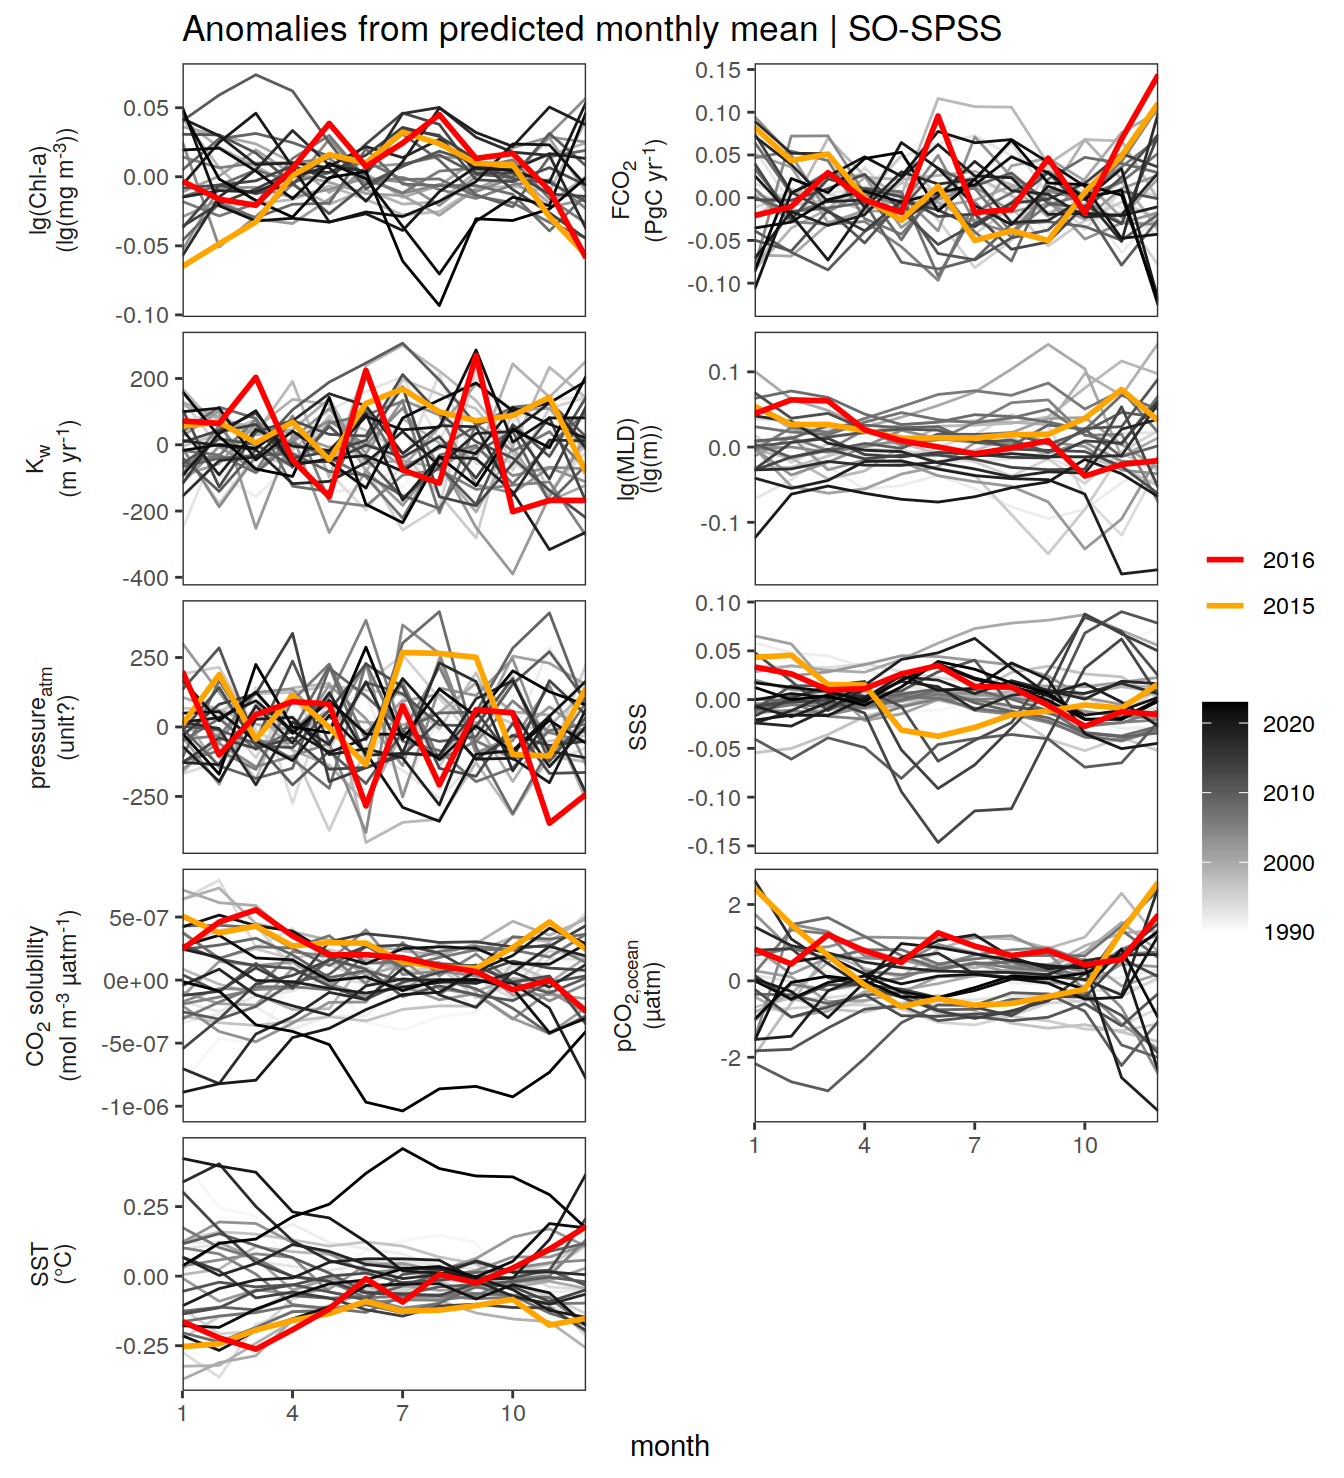 Anomalies from predicted monthly mean | SO-SPSS
lg(Chl-a)
(lg(mg m⁻³))
0.05
0.00
-0.05
-0.10
FCO₂
(PgC yr⁻¹)
0.15
0.10
0.05
0.00
-0.05
-0.10
K_w
(m yr⁻¹)
200
0
-200
-400
lg(MLD)
(lg(m))
0.1
0.0
-0.1
pressure_atm
(unit?)
250
0
-250
SSS
0.10
0.05
0.00
-0.05
-0.10
-0.15
CO₂ solubility
(mol m⁻³ µatm⁻¹)
5e-07
0e+00
-5e-07
-1e-06
pCO₂,ocean
(µatm)
2
0
-2
1 4 7 10
SST
(°C)
0.25
0.00
-0.25
1 4 7 10
month
2016
2015
2020
2010
2000
1990